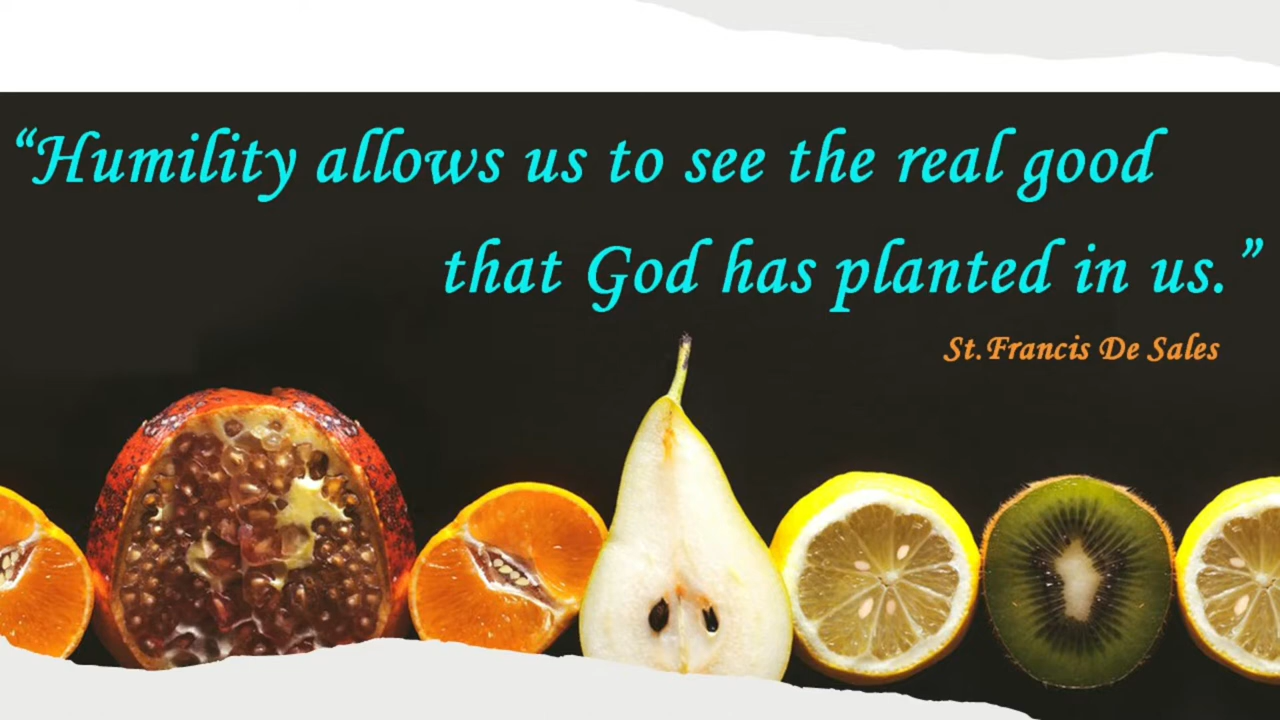 “Humility allows us to see the real good
that God has planted in us.”
St.Francis De Sales